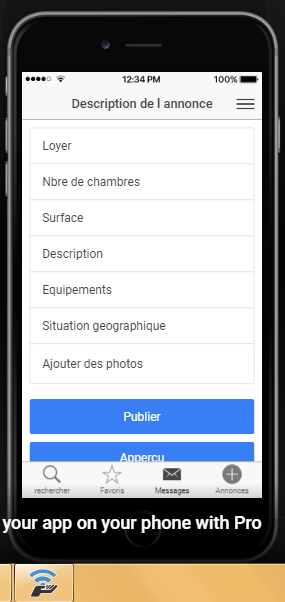 12:34 PM 100%
Description de l annonce
Loyer
Nbre de chambres
Surface
Description
Equipements
Situation geographique
Ajouter des photos
Publier
Apperçu
rechercher Favoris Messages Annonces
your app on your phone with Pro